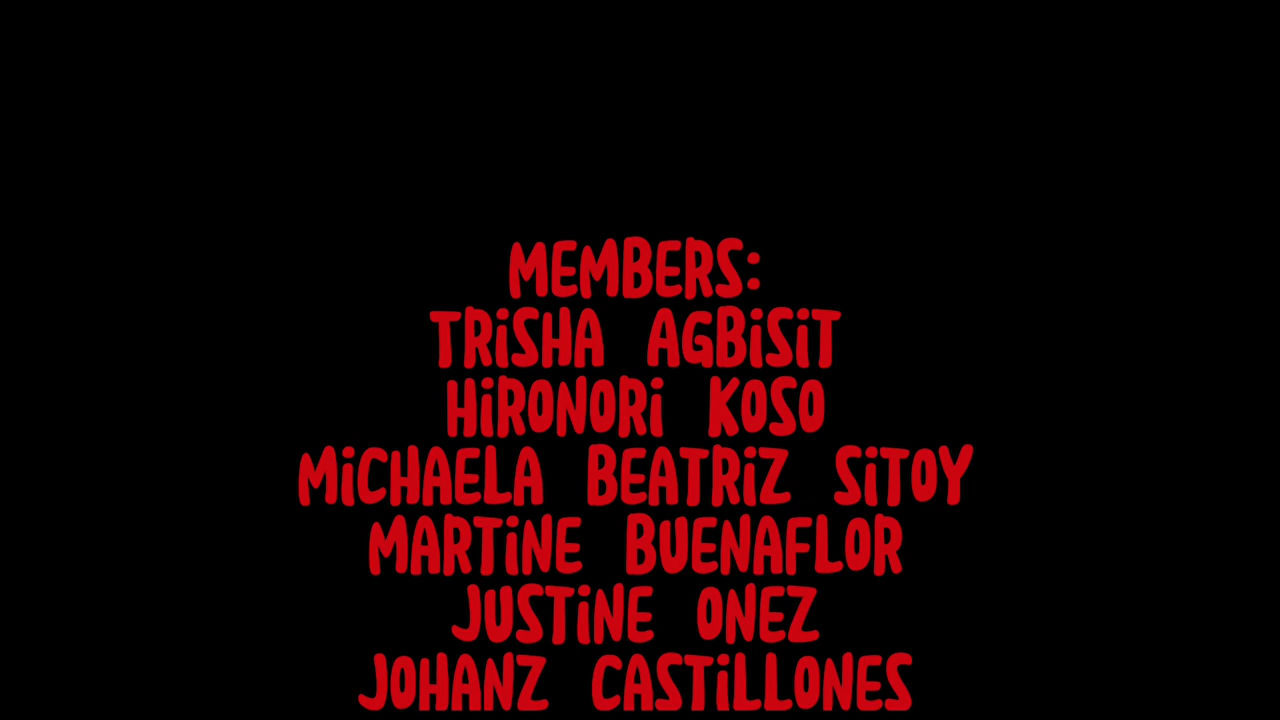 MEMBERS:
TRiSHA AGBiSiT
HiRONORi KOSO
MiCHAELA BEATRiZ SiTOY
MARTiNE BUENAFLOR
JUSTiNE ONEZ
JOHANZ CASTiLLONES